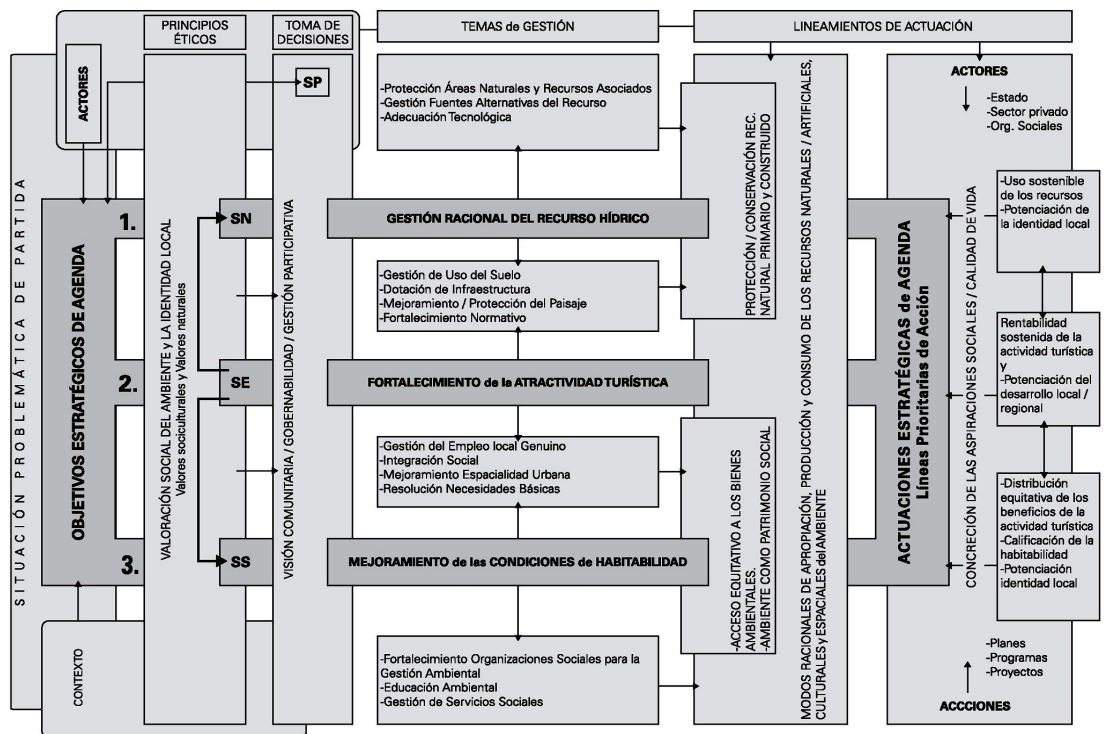 PRINCIPIOS
ÉTICOS
TOMA DE
DECISIONES
TEMAS de GESTIÓN
LINEAMIENTOS DE ACTUACIÓN
SITUACIÓN PROBLEMÁTICA DE PARTIDA
ACTORES
OBJETIVOS ESTRATÉGICOS DE AGENDA
CONTEXTO
1.
2.
3.
VALORACIÓN SOCIAL DEL AMBIENTE y LA IDENTIDAD LOCAL
Valores socioculturales y Valores naturales
SP
SN
SE
SS
VISIÓN COMUNITARIA / GOBERNABILIDAD / GESTIÓN PARTICIPATIVA
-Protección Áreas Naturales y Recursos Asociados
-Gestión Fuentes Alternativas del Recurso
-Adecuación Tecnológica
GESTIÓN RACIONAL DEL RECURSO HÍDRICO
-Gestión de Uso del Suelo
-Dotación de Infraestructura
-Mejoramiento / Protección del Paisaje
-Fortalecimiento Normativo
FORTALECIMIENTO de la ATRACTIVIDAD TURÍSTICA
-Gestión del Empleo local Genuino
-Integración Social
-Mejoramiento Espacialidad Urbana
-Resolución Necesidades Básicas
MEJORAMIENTO de las CONDICIONES de HABITABILIDAD
-Fortalecimiento Organizaciones Sociales para la
Gestión Ambiental
-Educación Ambiental
-Gestión de Servicios Sociales
PROTECCIÓN / CONSERVACIÓN REC.
NATURAL PRIMARIO y CONSTRUIDO
-ACCESO EQUITATIVO A LOS BIENES
AMBIENTALES.
-AMBIENTE COMO PATRIMONIO SOCIAL
MODOS RACIONALES DE APROPIACIÓN, PRODUCCIÓN y CONSUMO DE LOS RECURSOS NATURALES / ARTIFICIALES,
CULTURALES y ESPACIALES del AMBIENTE
ACTORES
-Estado
-Sector privado
-Org. Sociales
ACTUACIONES ESTRATÉGICAS de AGENDA
Líneas Prioritarias de Acción
CONCRECIÓN DE LAS ASPIRACIONES SOCIALES / CALIDAD DE VIDA
-Uso sostenible
de los recursos
-Potenciación de
la identidad local
Rentabilidad
sostenida de la
actividad turística
y
-Potenciación del
desarrollo local /
regional
-Distribución
equitativa de los
beneficios de la
actividad turística
-Calificación de la
habitabilidad
-Potenciación
identidad local
-Planes
-Programas
-Proyectos
ACCCIONES